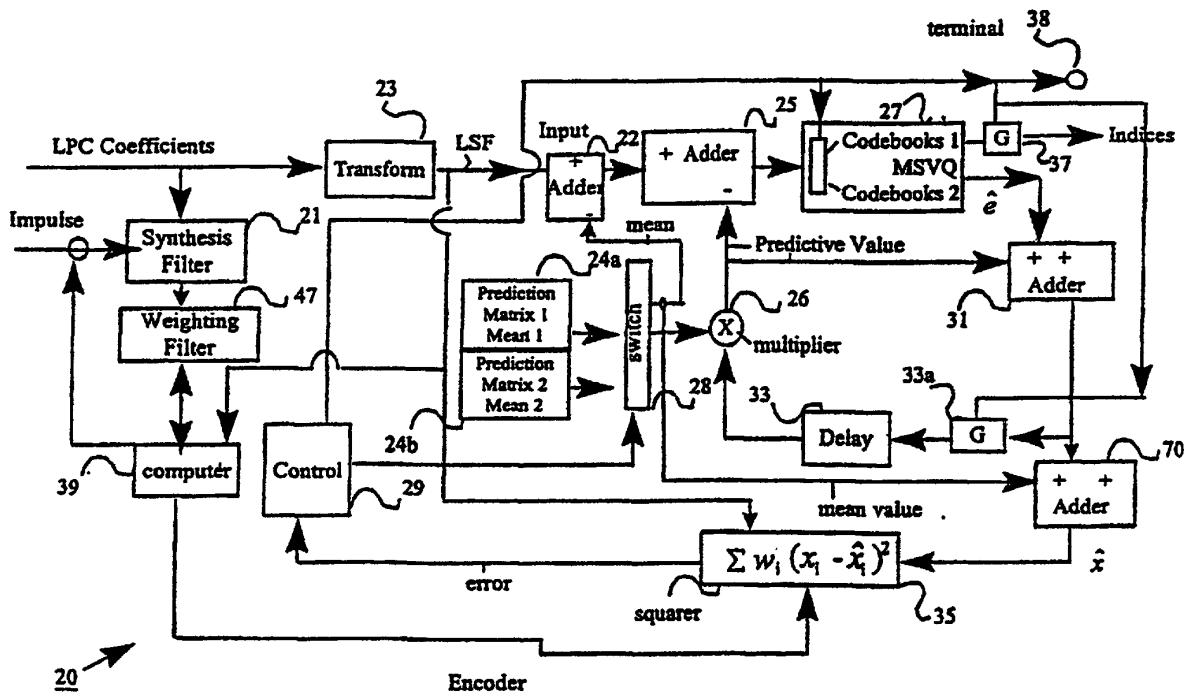 terminal
38
23
25
27
LPC Coefficients
Transform
LSF
Input
22
+
Adder
-
+ Adder
-
Codebooks 1
MSVQ
Codebooks 2
G
37
Indices
ê
Impulse
21
Synthesis
Filter
mean
24a
Predictive Value
+ +
Adder
31
47
Weighting
Filter
Prediction
Matrix 1
Mean 1
Prediction
Matrix 2
Mean 2
24b
switch
28
X
26
multiplier
33
Delay
33a
G
computer
39
Control
29
mean value
+ +
Adder
70
x̂
error
∑ wᵢ (xᵢ - x̂ᵢ)²
squarer
35
20
Encoder